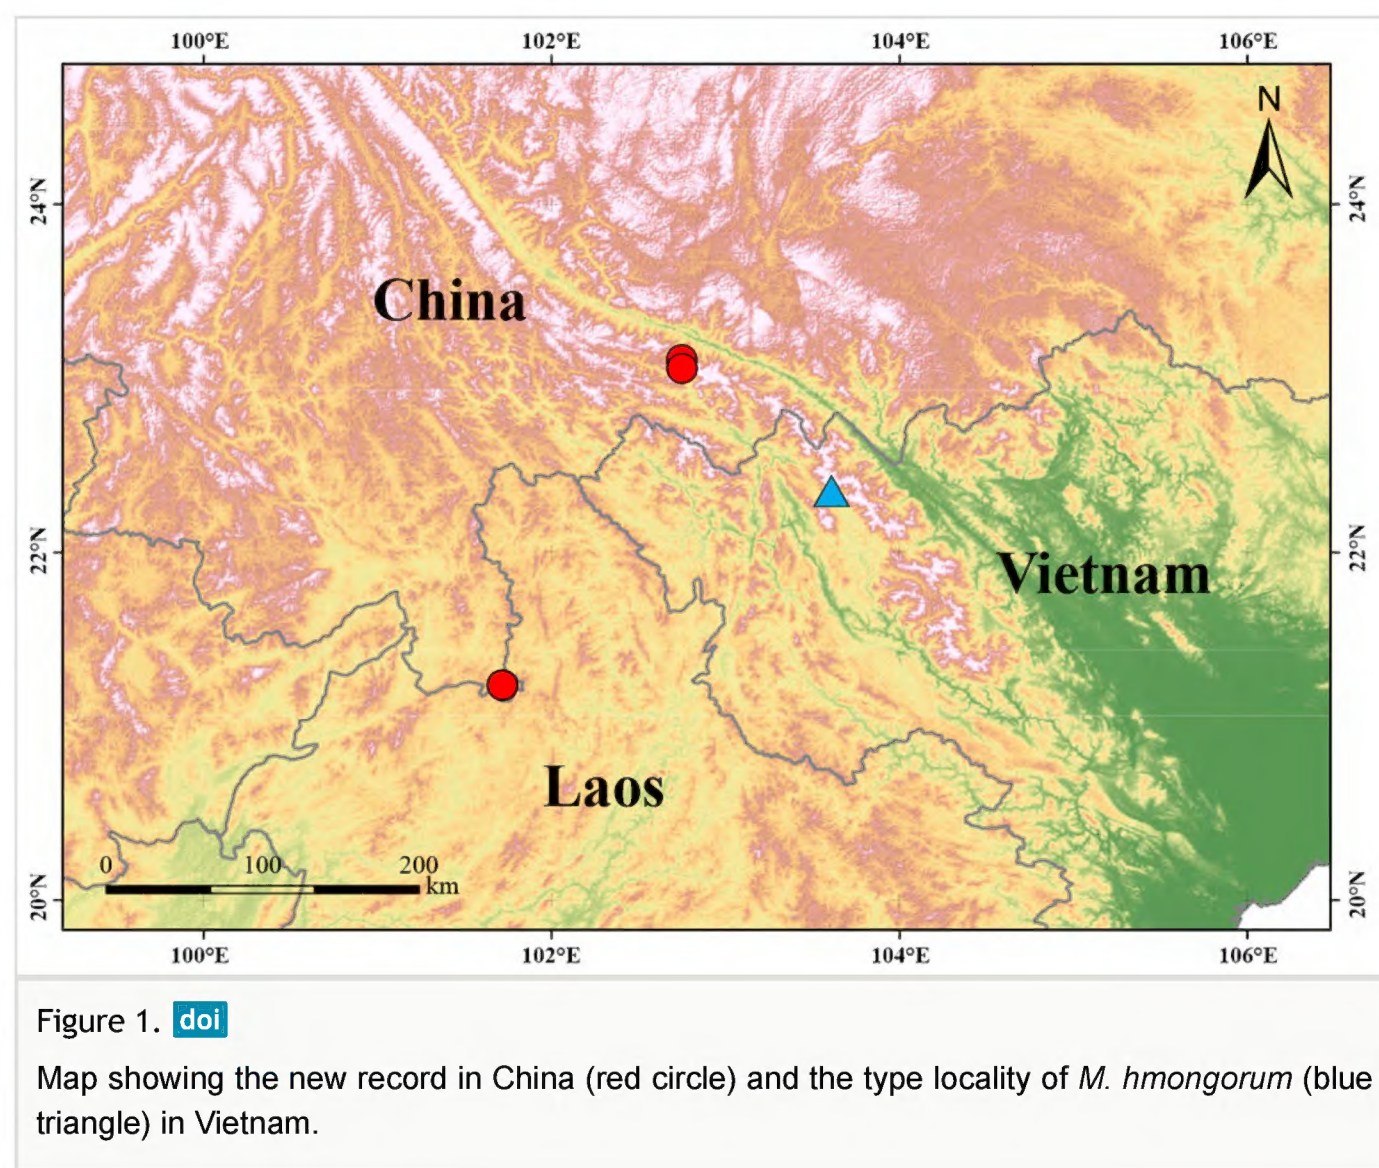 100°E 102°E 104°E 106°E
N
24°N 24°N
China
22°N 22°N
Vietnam
Laos
0 100 200
km
20°N 20°N
100°E 102°E 104°E 106°E
Figure 1. doi
Map showing the new record in China (red circle) and the type locality of M. hmongorum (blue
triangle) in Vietnam.